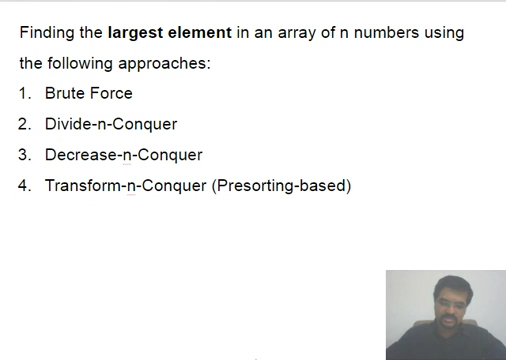 Finding the largest element in an array of n numbers using
the following approaches:
1. Brute Force
2. Divide-n-Conquer
3. Decrease-n-Conquer
4. Transform-n-Conquer (Presorting-based)